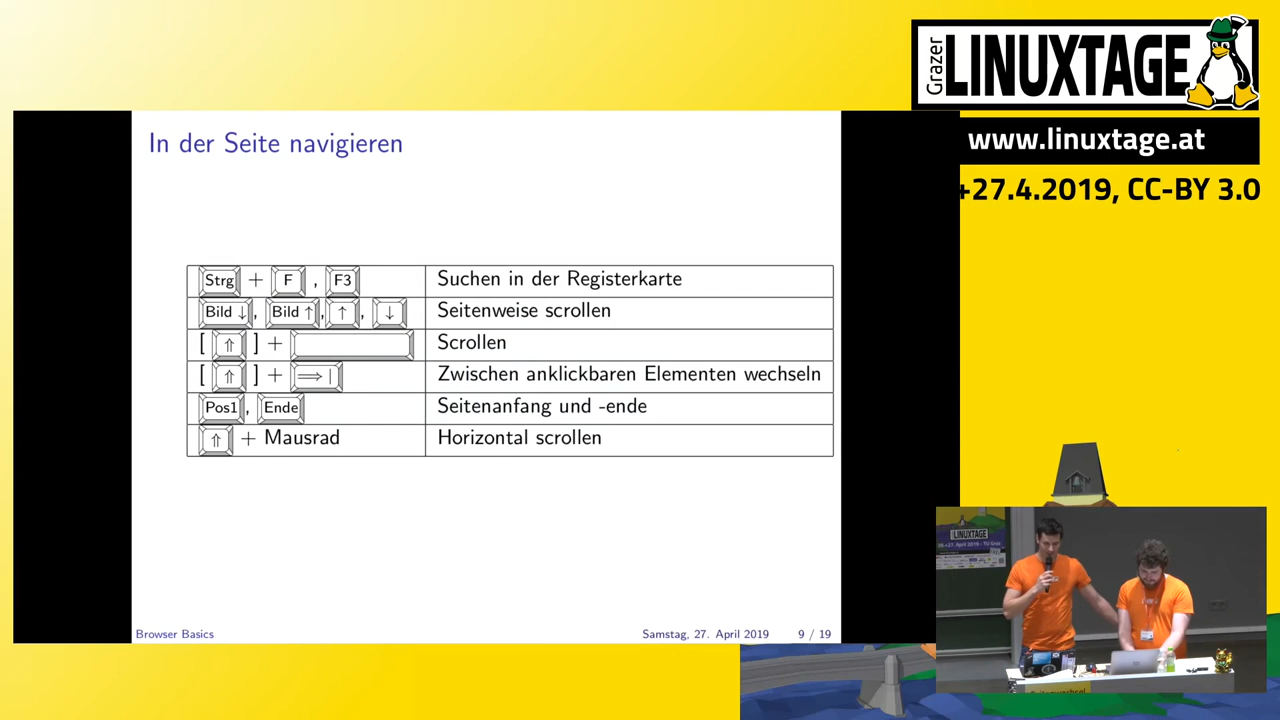 Grazer
LINUXTAGE
www.linuxtage.at
+27.4.2019, CC-BY 3.0
In der Seite navigieren
Strg + F , F3 Suchen in der Registerkarte
Bild ↓, Bild ↑, ↑, ↓ Seitenweise scrollen
[ ⇑ ] + Scrollen
[ ⇑ ] + ⇒| Zwischen anklickbaren Elementen wechseln
Pos1, Ende Seitenanfang und -ende
⇑ + Mausrad Horizontal scrollen
Browser Basics Samstag, 27. April 2019 9 / 19
LINUXTAGE